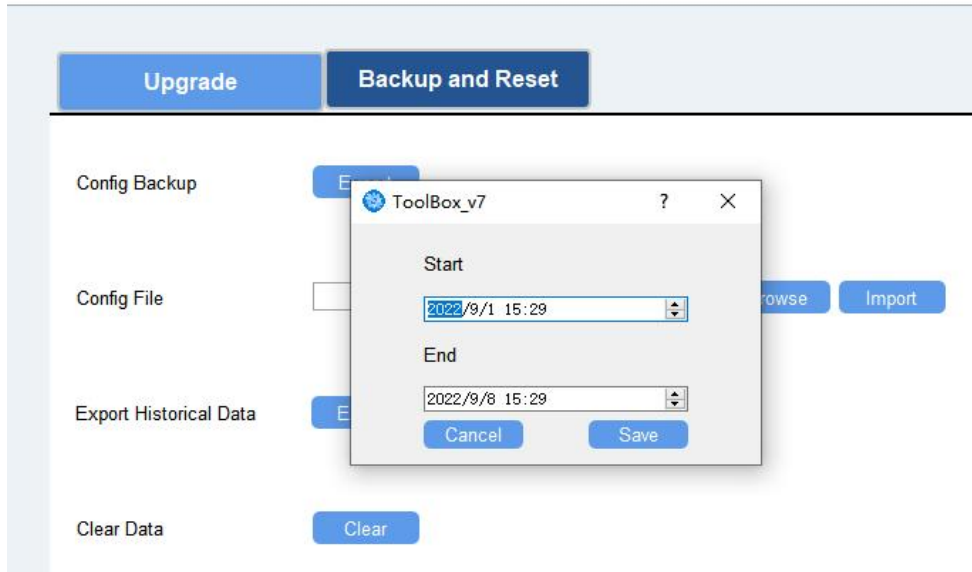 Upgrade
Backup and Reset
Config Backup
ToolBox_v7
?
Start
Config File
2022/9/1 15:29
Import
End
Export Historical Data
2022/9/8 15:29
Cancel
Save
Clear Data
Clear